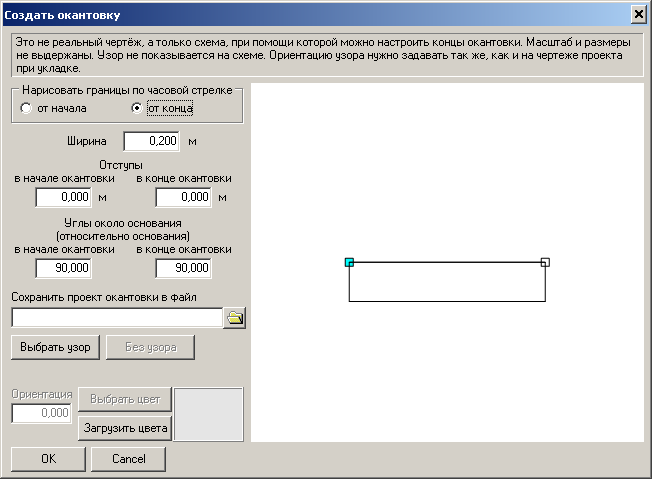 Создать окантовку
Это не реальный чертёж, а только схема, при помощи которой можно настроить концы окантовки. Масштаб и размеры
не выдержаны. Узор не показывается на схеме. Ориентацию узора нужно задавать так же, как и на чертеже проекта
при укладке.
Нарисовать границы по часовой стрелке
от начала от конца
Ширина 0,200 м
Отступы
в начале окантовки в конце окантовки
0,000 м 0,000 м
Углы около основания
(относительно основания)
в начале окантовки в конце окантовки
90,000 90,000
Сохранить проект окантовки в файл
Выбрать узор Без узора
Ориентация Выбрать цвет
0,000
Загрузить цвета
OK Cancel